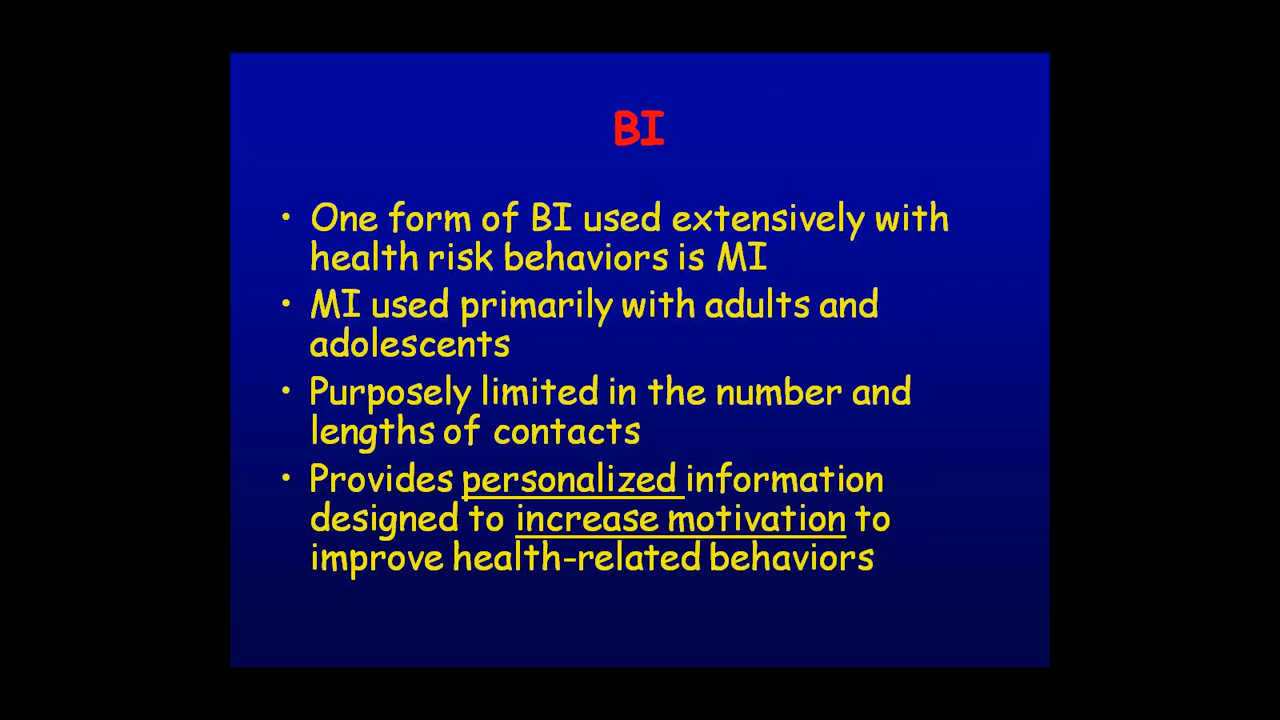 BI
• One form of BI used extensively with
health risk behaviors is MI
• MI used primarily with adults and
adolescents
• Purposely limited in the number and
lengths of contacts
• Provides personalized information
designed to increase motivation to
improve health-related behaviors